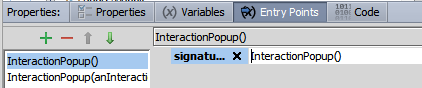 Properties: Properties (x) Variables (x) Entry Points Code
InteractionPopup()
signatu... InteractionPopup()
InteractionPopup()
InteractionPopup(anInteracti